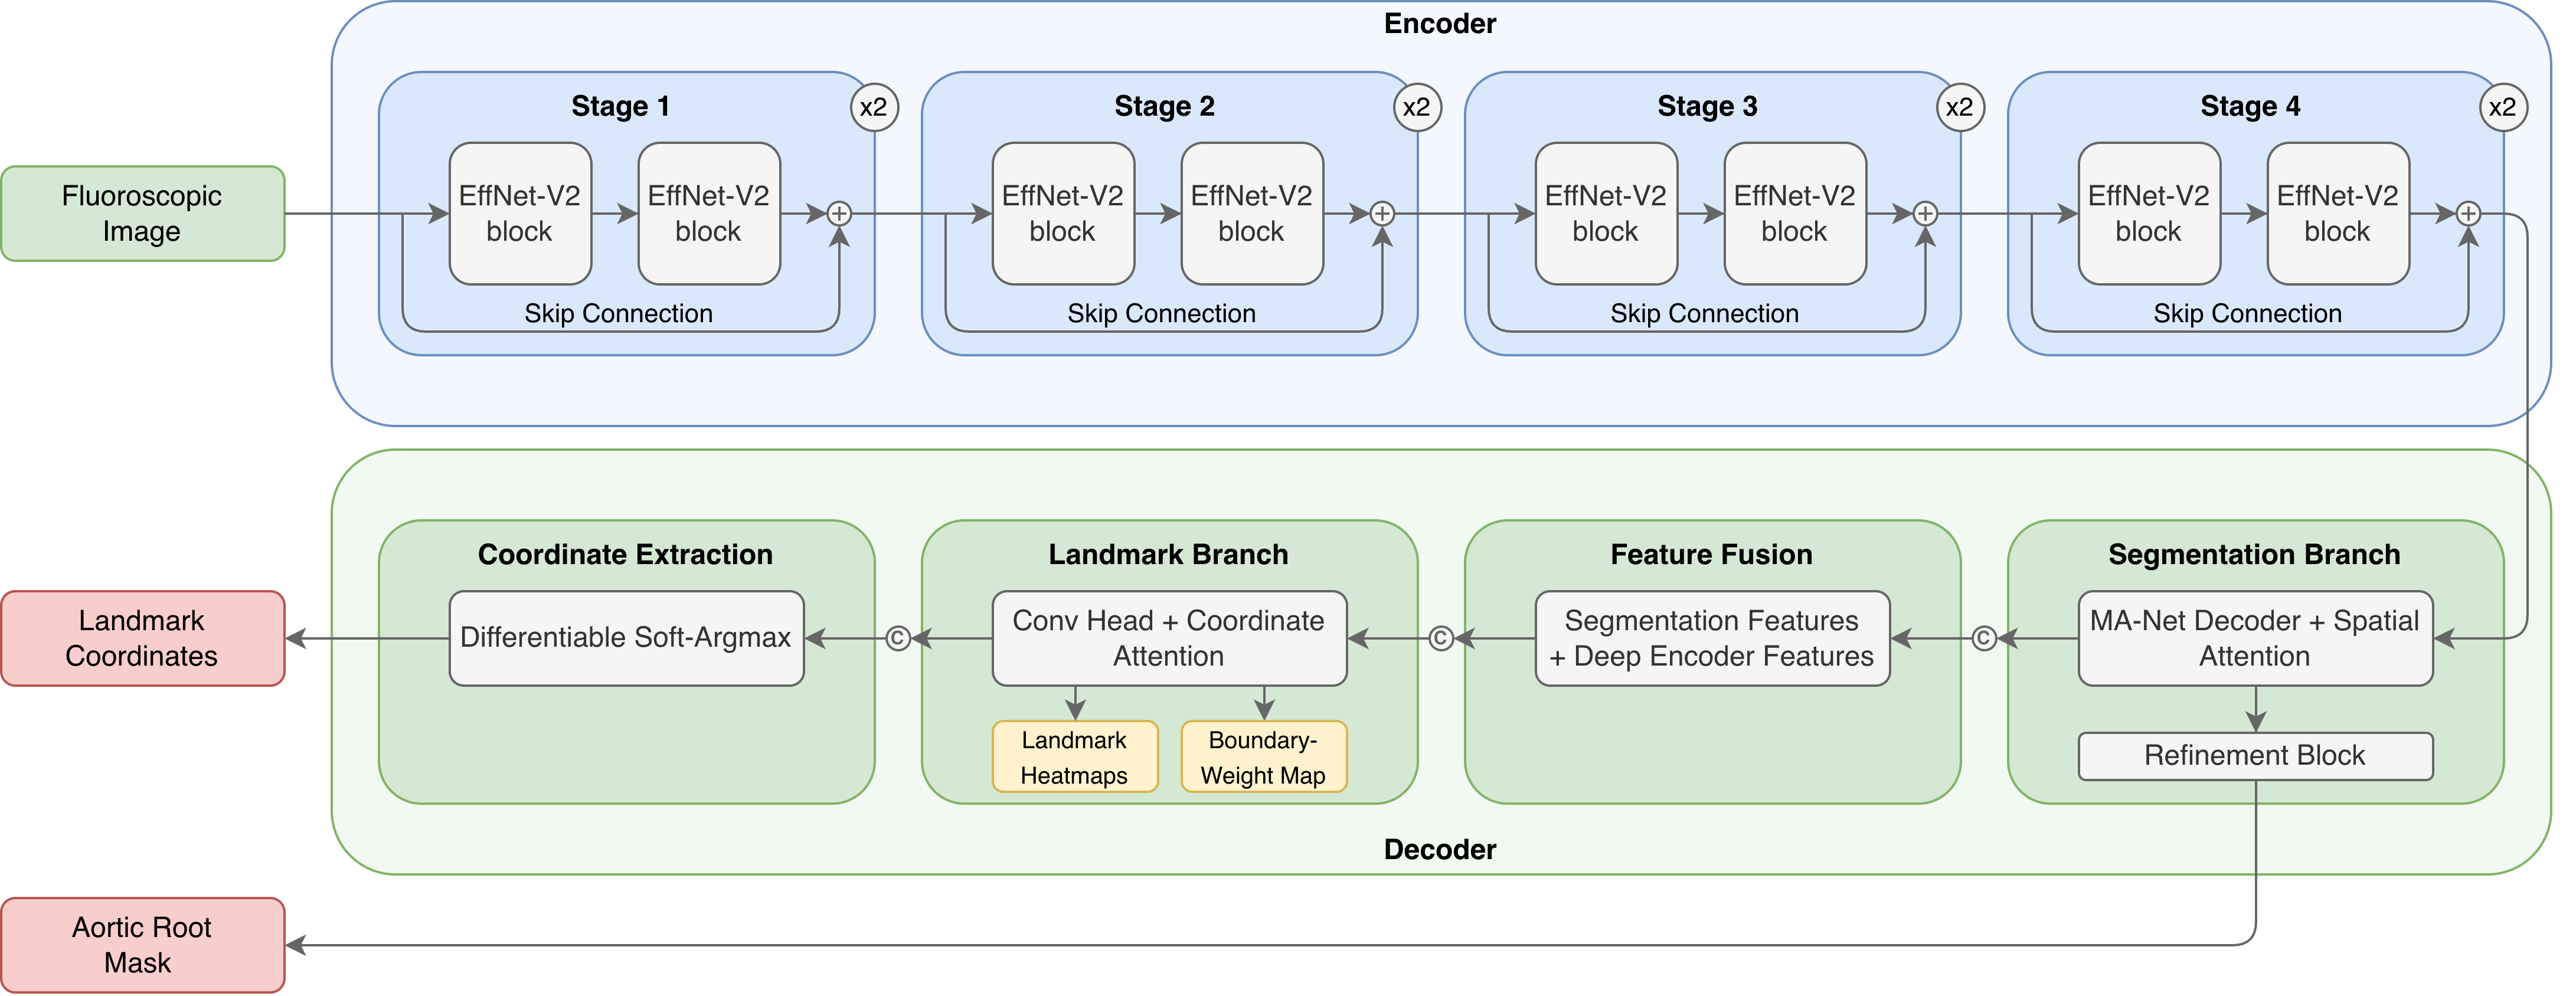 Encoder
Stage 1
x2
Stage 2
x2
Stage 3
x2
Stage 4
x2
Fluoroscopic
Image
EffNet-V2
block
EffNet-V2
block
+
EffNet-V2
block
EffNet-V2
block
+
EffNet-V2
block
EffNet-V2
block
+
EffNet-V2
block
EffNet-V2
block
+
Skip Connection
Skip Connection
Skip Connection
Skip Connection
Coordinate Extraction
Landmark Branch
Feature Fusion
Segmentation Branch
Landmark
Coordinates
Differentiable Soft-Argmax
C
Conv Head + Coordinate
Attention
C
Segmentation Features
+ Deep Encoder Features
C
MA-Net Decoder + Spatial
Attention
Landmark
Heatmaps
Boundary-
Weight Map
Refinement Block
Decoder
Aortic Root
Mask